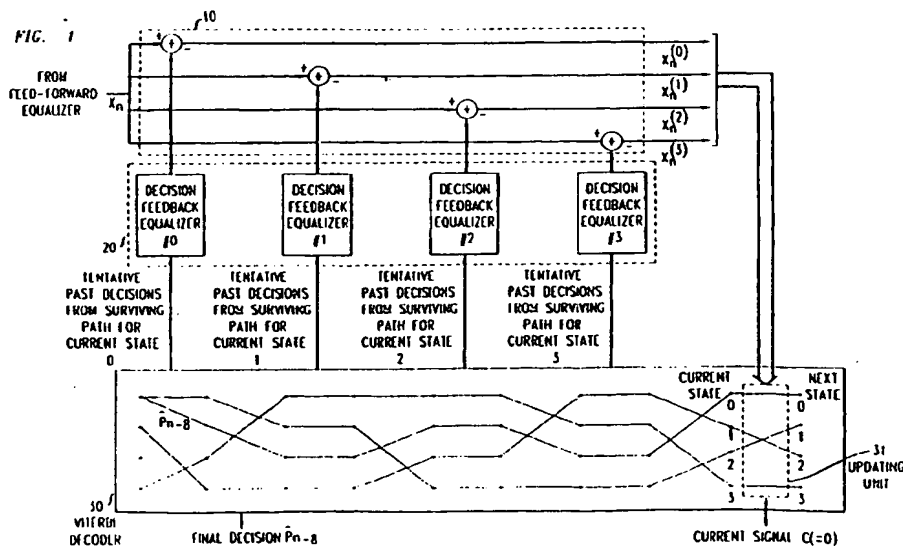 FIG. 1
10
FROM
FEED-FORWARD
EQUALIZER
Xn
+
-
+
-
+
-
+
-
Xn(0)
Xn(1)
Xn(2)
Xn(3)
DECISION
FEEDBACK
EQUALIZER
#0
DECISION
FEEDBACK
EQUALIZER
#1
DECISION
FEEDBACK
EQUALIZER
#2
DECISION
FEEDBACK
EQUALIZER
#3
20
TENTATIVE
PAST DECISIONS
FROM SURVIVING
PATH FOR
CURRENT STATE
0
TENTATIVE
PAST DECISIONS
FROM SURVIVING
PATH FOR
CURRENT STATE
1
TENTATIVE
PAST DECISIONS
FROM SURVIVING
PATH FOR
CURRENT STATE
2
TENTATIVE
PAST DECISIONS
FROM SURVIVING
PATH FOR
CURRENT STATE
3
CURRENT
STATE
0
1
2
3
NEXT
STATE
0
1
2
3
P̂n-8
31
UPDATING
UNIT
30
VITERBI
DECODER
FINAL DECISION P̂n-8
CURRENT SIGNAL C(=0)